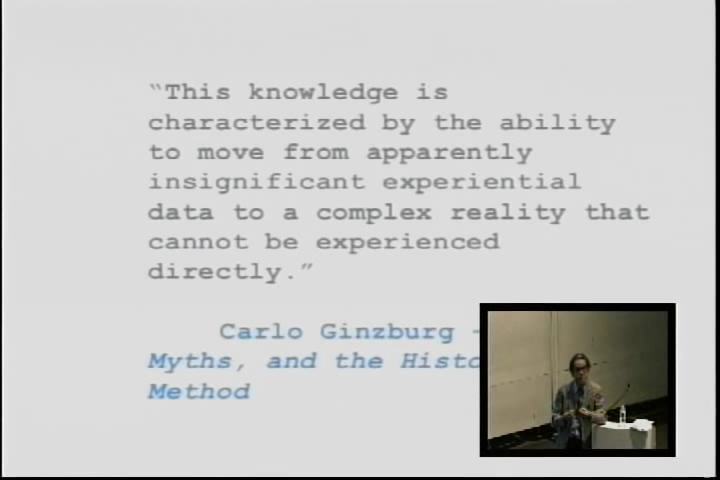 “This knowledge is
characterized by the ability
to move from apparently
insignificant experiential
data to a complex reality that
cannot be experienced
directly.”
Carlo Ginzburg -
Myths, and the Histo
Method